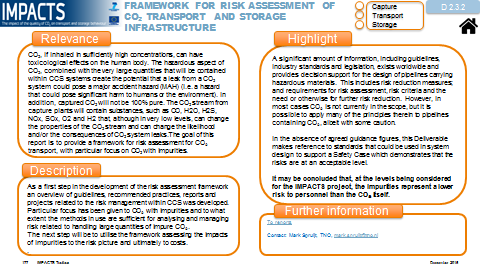 IMPACTS
The impact of the quality of CO2 on transport and storage behaviour
FRAMEWORK FOR RISK ASSESSMENT OF
CO2 TRANSPORT AND STORAGE
INFRASTRUCTURE
Capture
Transport
Storage
D 2.3.2
Relevance
CO2, if inhaled in sufficiently high concentrations, can have
toxicological effects on the human body. The hazardous aspect of
CO2, combined with the very large quantities that will be contained
within CCS systems creates the potential that a leak from a CO2
system could pose a major accident hazard (MAH) (i.e. a hazard
that could pose significant harm to humans or the environment). In
addition, captured CO2 will not be 100% pure. The CO2 stream from
capture plants will contain substances, such as CO, H2O, H2S,
NOx, SOx, O2 and H2 that, although in very low levels, can change
the properties of the CO2 stream and can change the likelihood
and/or the consequences of CO2 system leaks. The goal of this
report is to provide a framework for risk assessment for CO2
transport, with particular focus on CO2 with impurities.
Description
As a first step in the development of the risk assessment framework
an overview of guidelines, recommended practices, reports and
projects related to the risk management within CCS was developed.
Particular focus has been given to CO2 with impurities and to what
extent the methods in use are sufficient for analysing and managing
risk related to handling large quantities of impure CO2.
The next step will be to utilise the framework assessing the impacts
of impurities to the risk picture and ultimately to costs.
Highlight
A significant amount of information, including guidelines,
industry standards and legislation, exists worldwide and
provides decision support for the design of pipelines carrying
hazardous materials. This includes risk reduction measures,
and requirements for risk assessment, risk criteria and the
need or otherwise for further risk reduction. However, in
most cases CO2 is not currently in the scope, but it is
possible to apply many of the principles therein to pipelines
containing CO2, albeit with some caution.
In the absence of agreed guidance figures, this Deliverable
makes reference to standards that could be used in system
design to support a Safety Case which demonstrates that the
risks are at an acceptable level.
It may be concluded that, at the levels being considered
for the IMPACTS project, the impurities represent a lower
risk to personnel than the CO2 itself.
Further information
To reports
Contact: Mark Spruijt, TNO,
177 IMPACTS Toolbox
December 2015